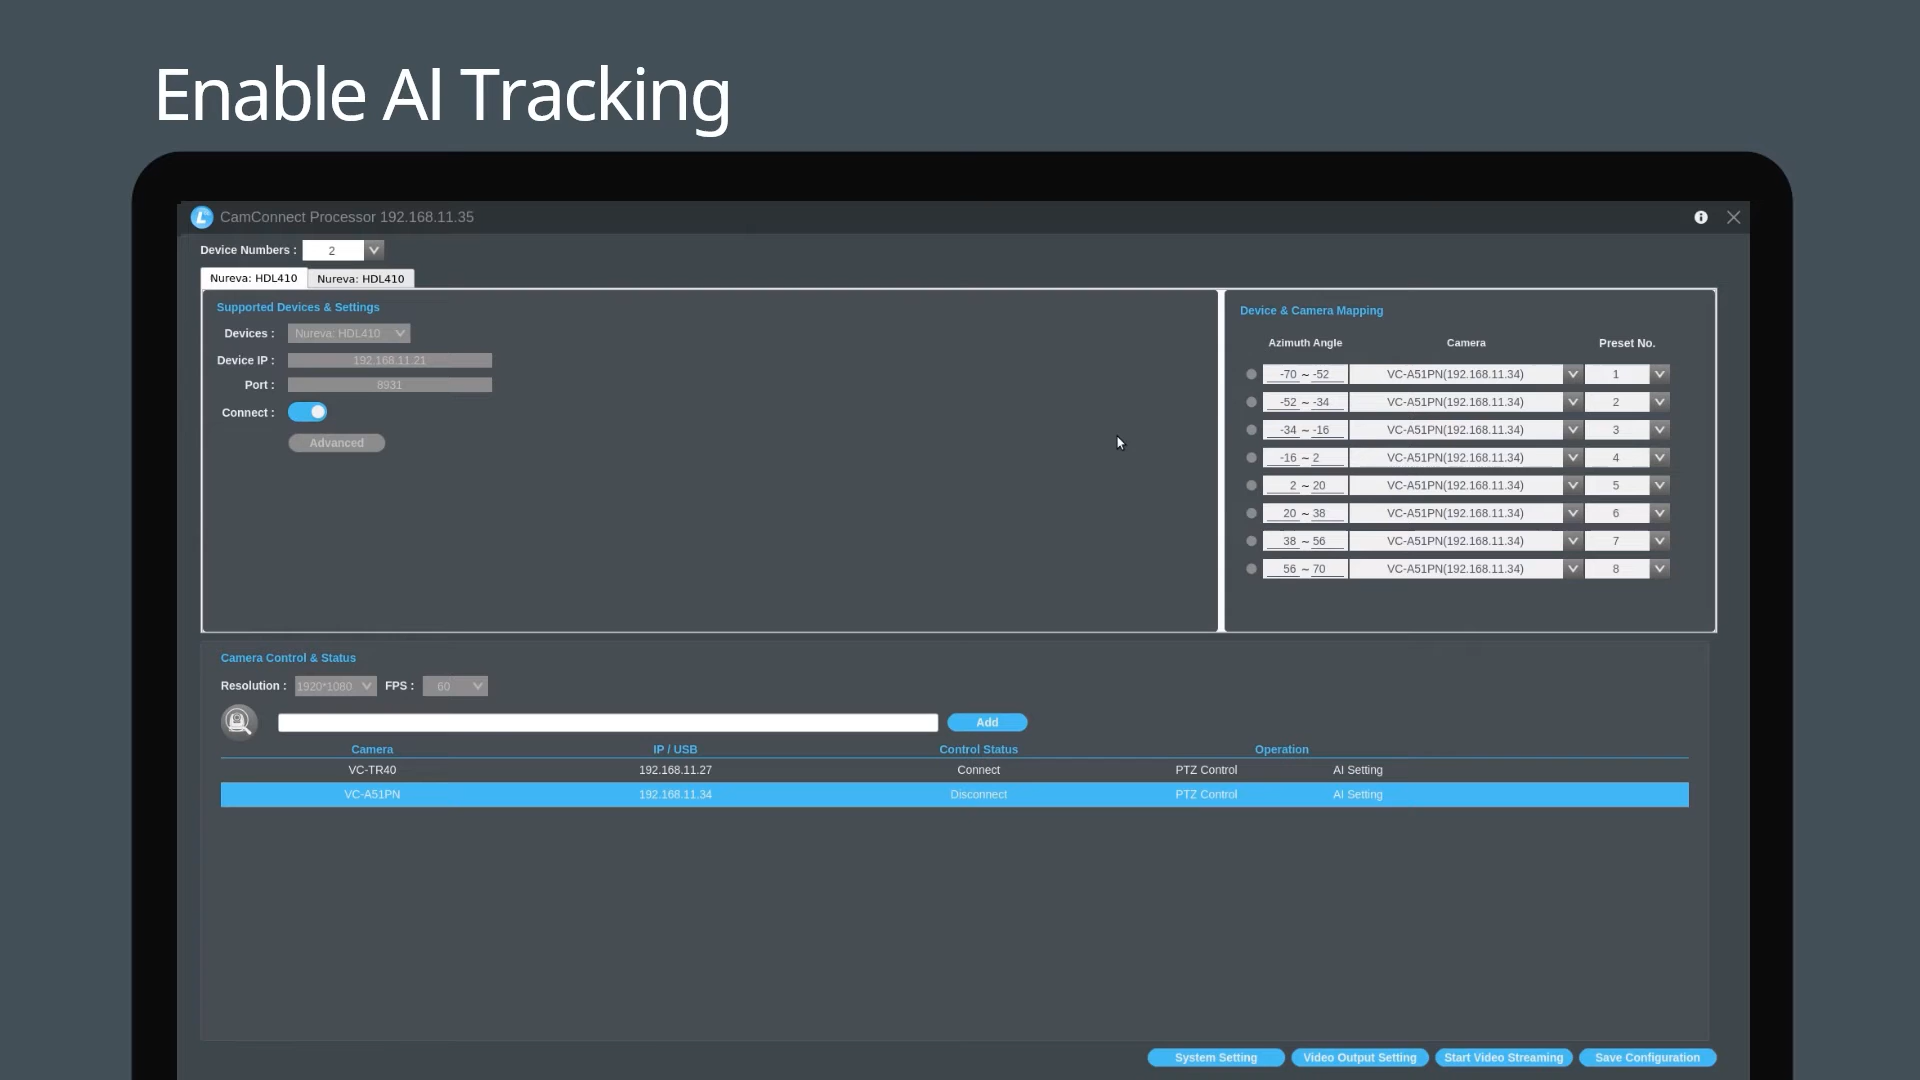 Enable AI Tracking
CamConnect Processor 192.168.11.35
Device Numbers : 2
Nureva: HDL410 Nureva: HDL410
Supported Devices & Settings
Devices : Nureva: HDL410
Device IP : 192.168.11.21
Port : 8931
Connect :
Advanced
Device & Camera Mapping
Azimuth Angle Camera Preset No.
-70 ~ -52 VC-A51PN(192.168.11.34) 1
-52 ~ -34 VC-A51PN(192.168.11.34) 2
-34 ~ -16 VC-A51PN(192.168.11.34) 3
-16 ~ 2 VC-A51PN(192.168.11.34) 4
2 ~ 20 VC-A51PN(192.168.11.34) 5
20 ~ 38 VC-A51PN(192.168.11.34) 6
38 ~ 56 VC-A51PN(192.168.11.34) 7
56 ~ 70 VC-A51PN(192.168.11.34) 8
Camera Control & Status
Resolution : 1920*1080 FPS : 60
Add
Camera IP / USB Control Status Operation
VC-TR40 192.168.11.27 Connect PTZ Control AI Setting
VC-A51PN 192.168.11.34 Disconnect PTZ Control AI Setting
System Setting Video Output Setting Start Video Streaming Save Configuration